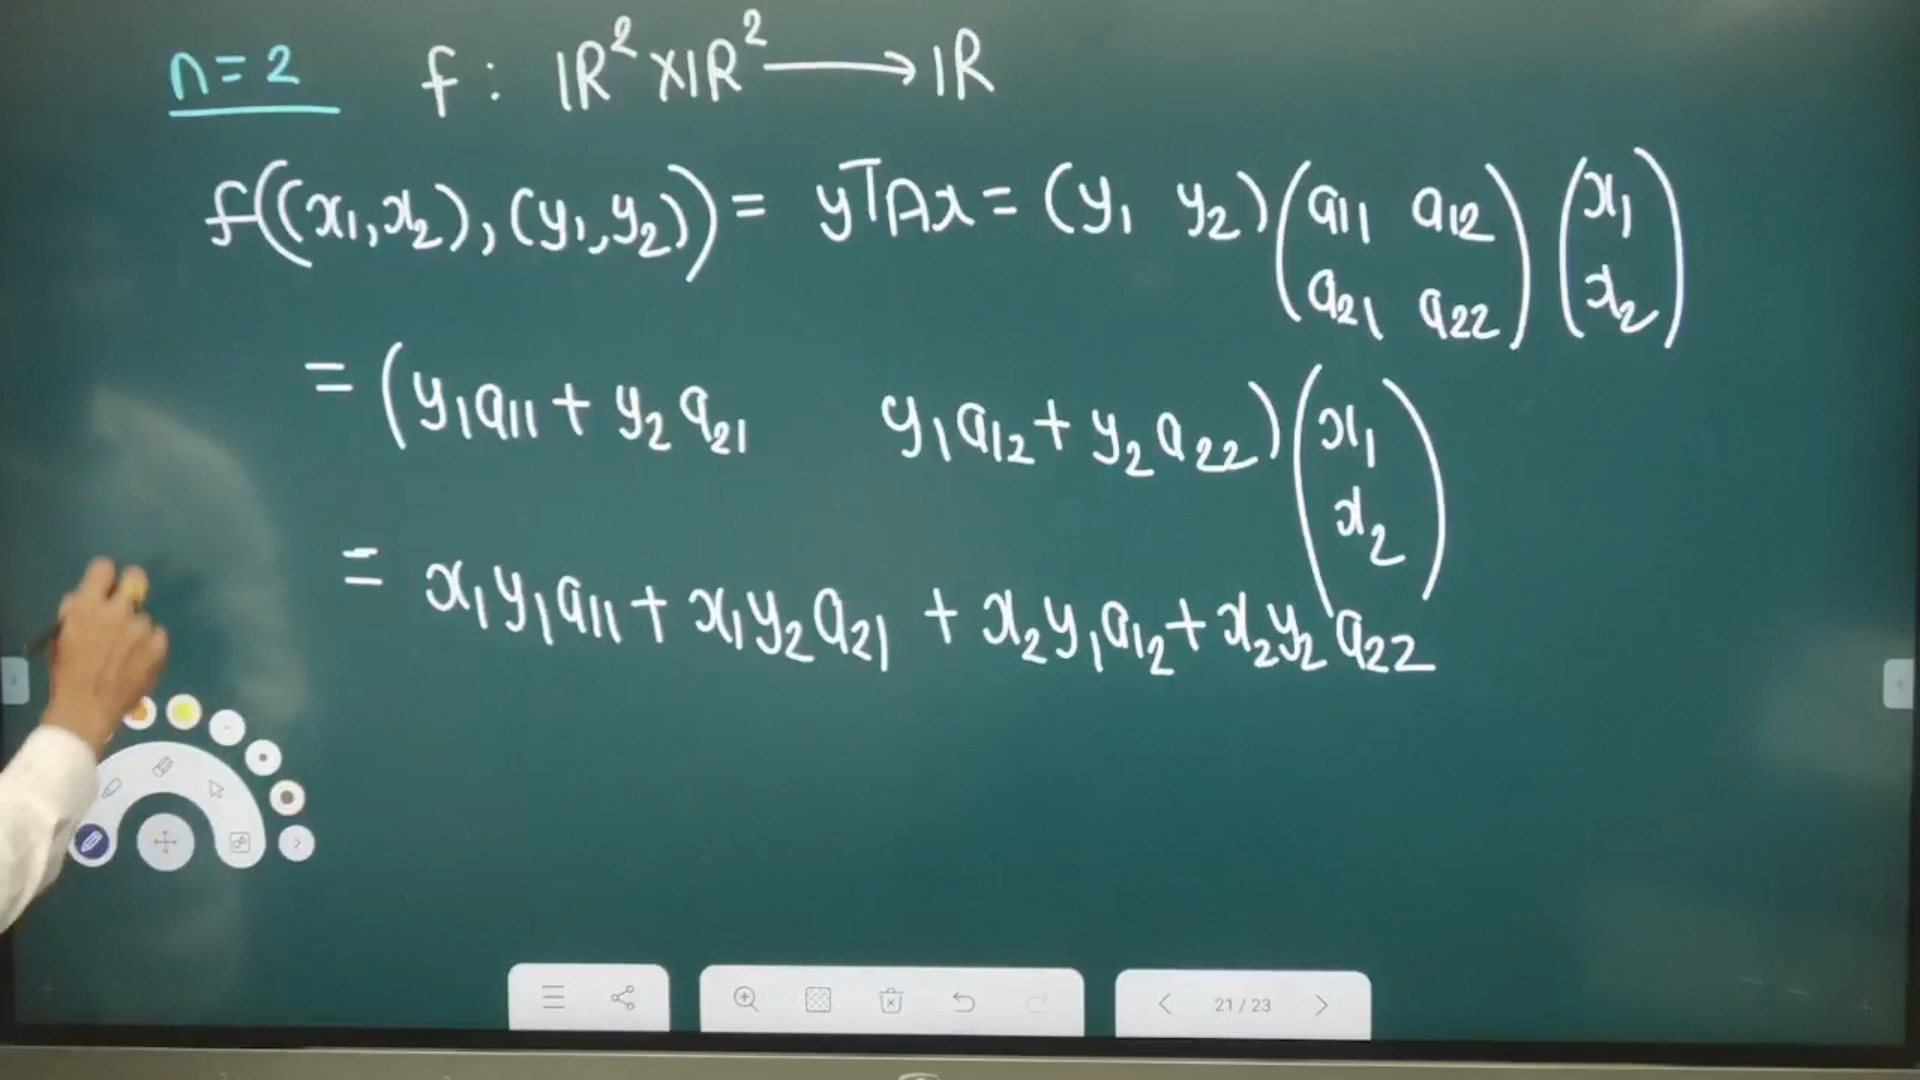 n=2 f: ℝ² × ℝ² ⟶ ℝ
f((x₁,x₂),(y₁,y₂)) = yᵀAx = (y₁ y₂) (a₁₁ a₁₂
a₂₁ a₂₂) (x₁
x₂)
= (y₁a₁₁ + y₂a₂₁ y₁a₁₂ + y₂a₂₂) (x₁
x₂)
= x₁y₁a₁₁ + x₁y₂a₂₁ + x₂y₁a₁₂ + x₂y₂a₂₂
21 / 23